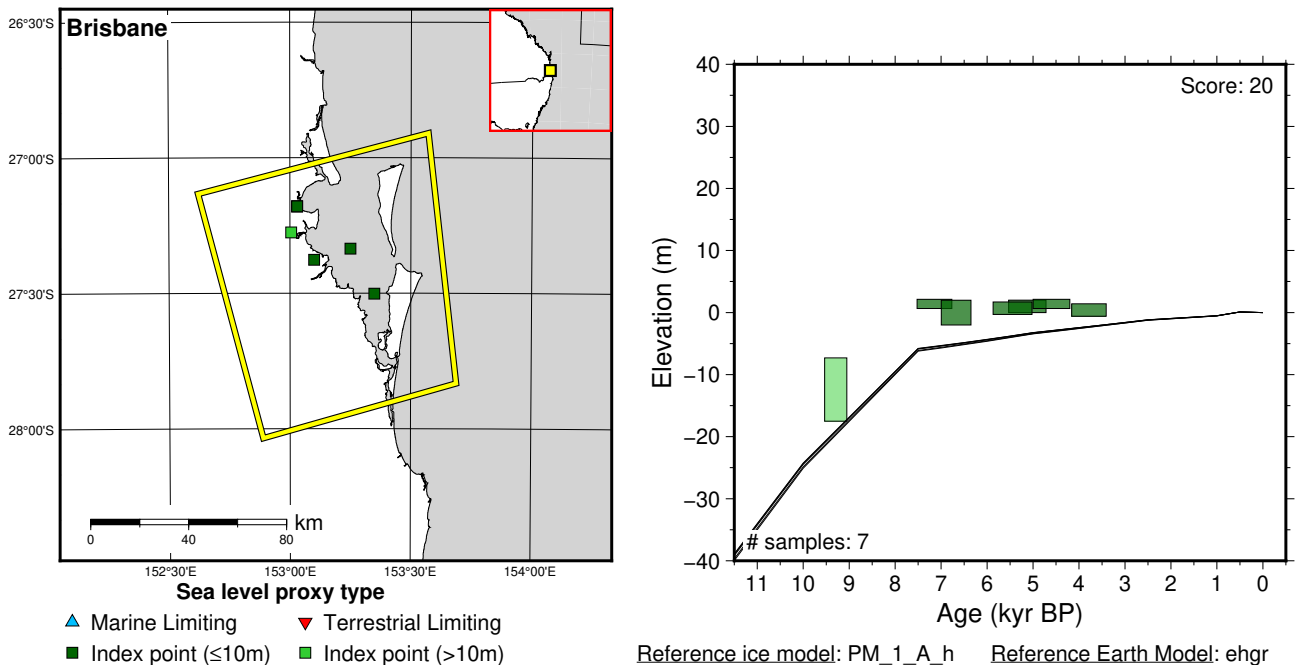 Brisbane
26°30'S
27°00'S
27°30'S
28°00'S
km
0 40 80
152°30'E 153°00'E 153°30'E 154°00'E
Sea level proxy type
Marine Limiting
Terrestrial Limiting
Index point (≤10m)
Index point (>10m)
Score: 20
40
30
20
10
0
−10
−20
−30
−40
Elevation (m)
# samples: 7
11 10 9 8 7 6 5 4 3 2 1 0
Age (kyr BP)
Reference ice model: PM_1_A_h
Reference Earth Model: ehgr